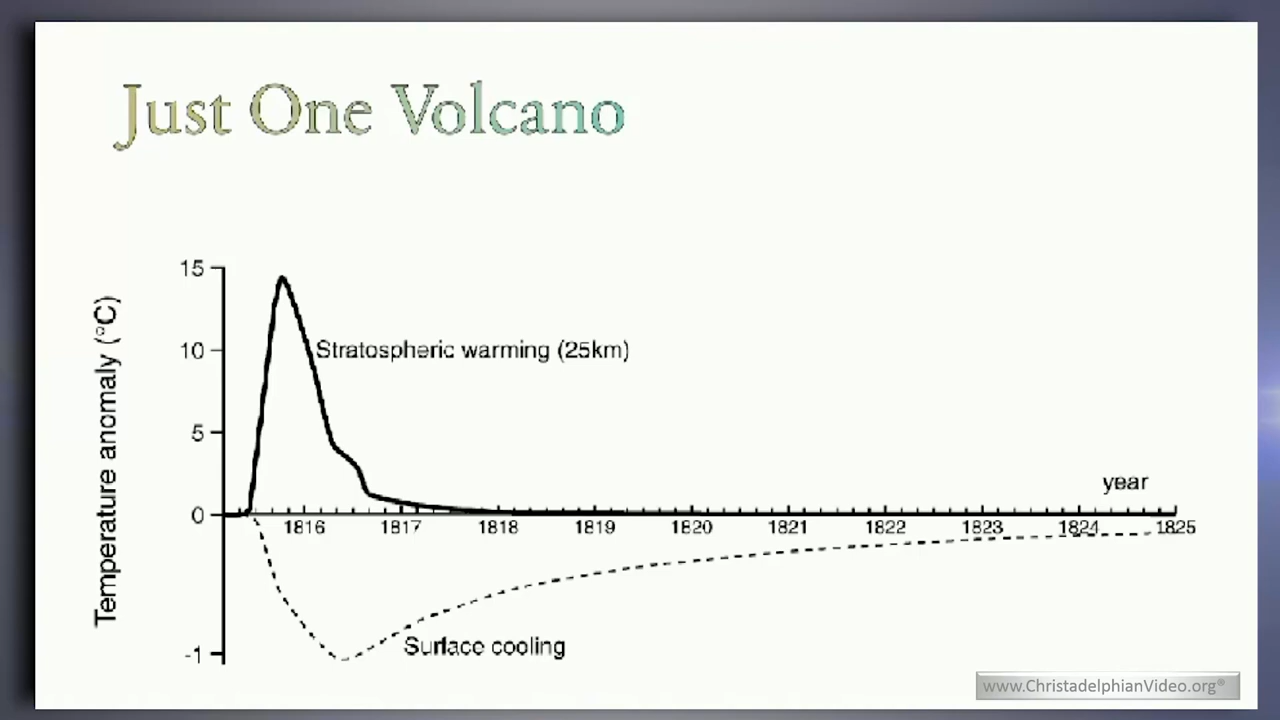 Just One Volcano
15
Stratospheric warming (25km)
10
5
year
0
1816 1817 1818 1819 1820 1821 1822 1823 1824 1825
Temperature anomaly (°C)
Surface cooling
-1
www.ChristadelphianVideo.org®